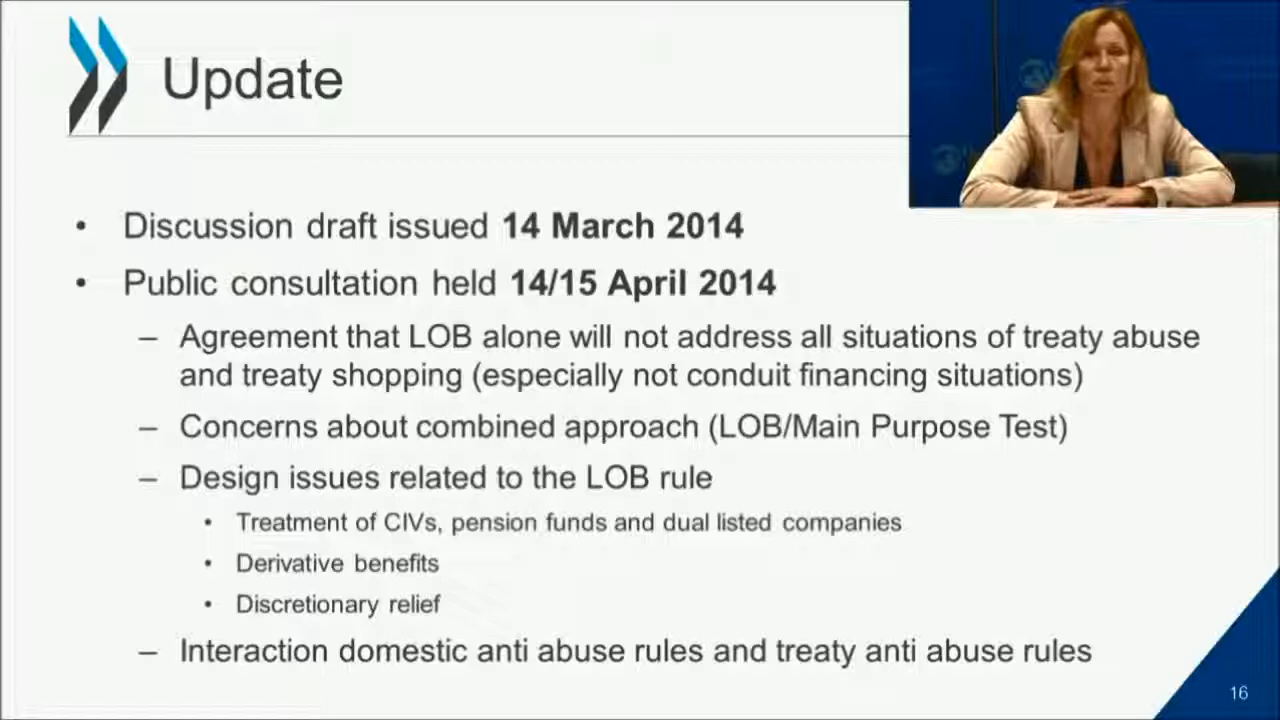 Update
• Discussion draft issued 14 March 2014
• Public consultation held 14/15 April 2014
– Agreement that LOB alone will not address all situations of treaty abuse
and treaty shopping (especially not conduit financing situations)
– Concerns about combined approach (LOB/Main Purpose Test)
– Design issues related to the LOB rule
• Treatment of CIVs, pension funds and dual listed companies
• Derivative benefits
• Discretionary relief
– Interaction domestic anti abuse rules and treaty anti abuse rules
16